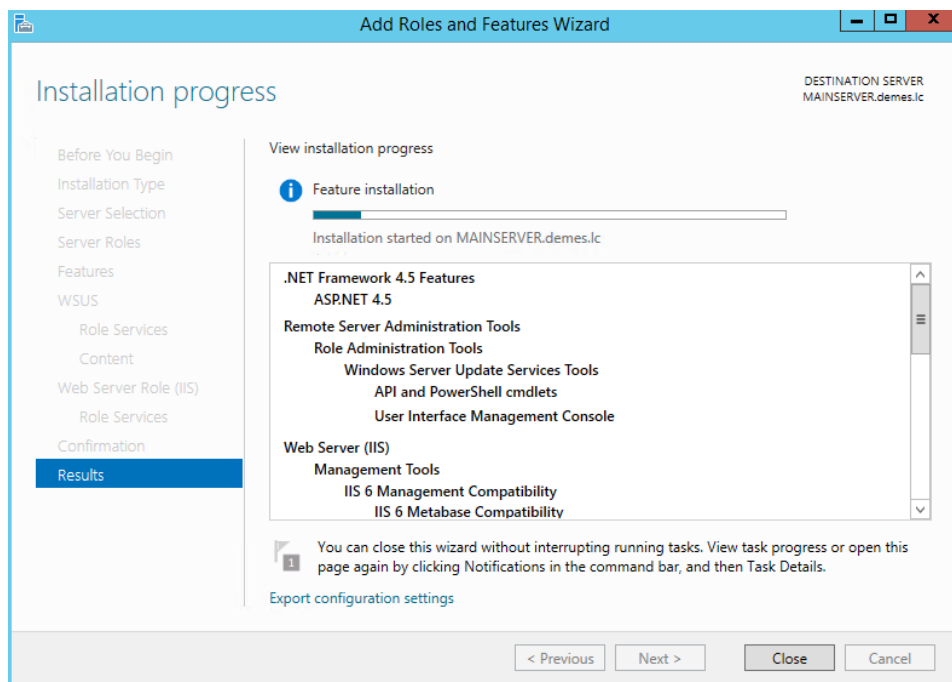 Add Roles and Features Wizard
Installation progress
DESTINATION SERVER
MAINSERVER.demes.lc
Before You Begin
Installation Type
Server Selection
Server Roles
Features
WSUS
Role Services
Content
Web Server Role (IIS)
Role Services
Confirmation
Results
View installation progress
Feature installation
Installation started on MAINSERVER.demes.lc
.NET Framework 4.5 Features
ASP.NET 4.5
Remote Server Administration Tools
Role Administration Tools
Windows Server Update Services Tools
API and PowerShell cmdlets
User Interface Management Console
Web Server (IIS)
Management Tools
IIS 6 Management Compatibility
IIS 6 Metabase Compatibility
1
You can close this wizard without interrupting running tasks. View task progress or open this
page again by clicking Notifications in the command bar, and then Task Details.
Export configuration settings
< Previous
Next >
Close
Cancel